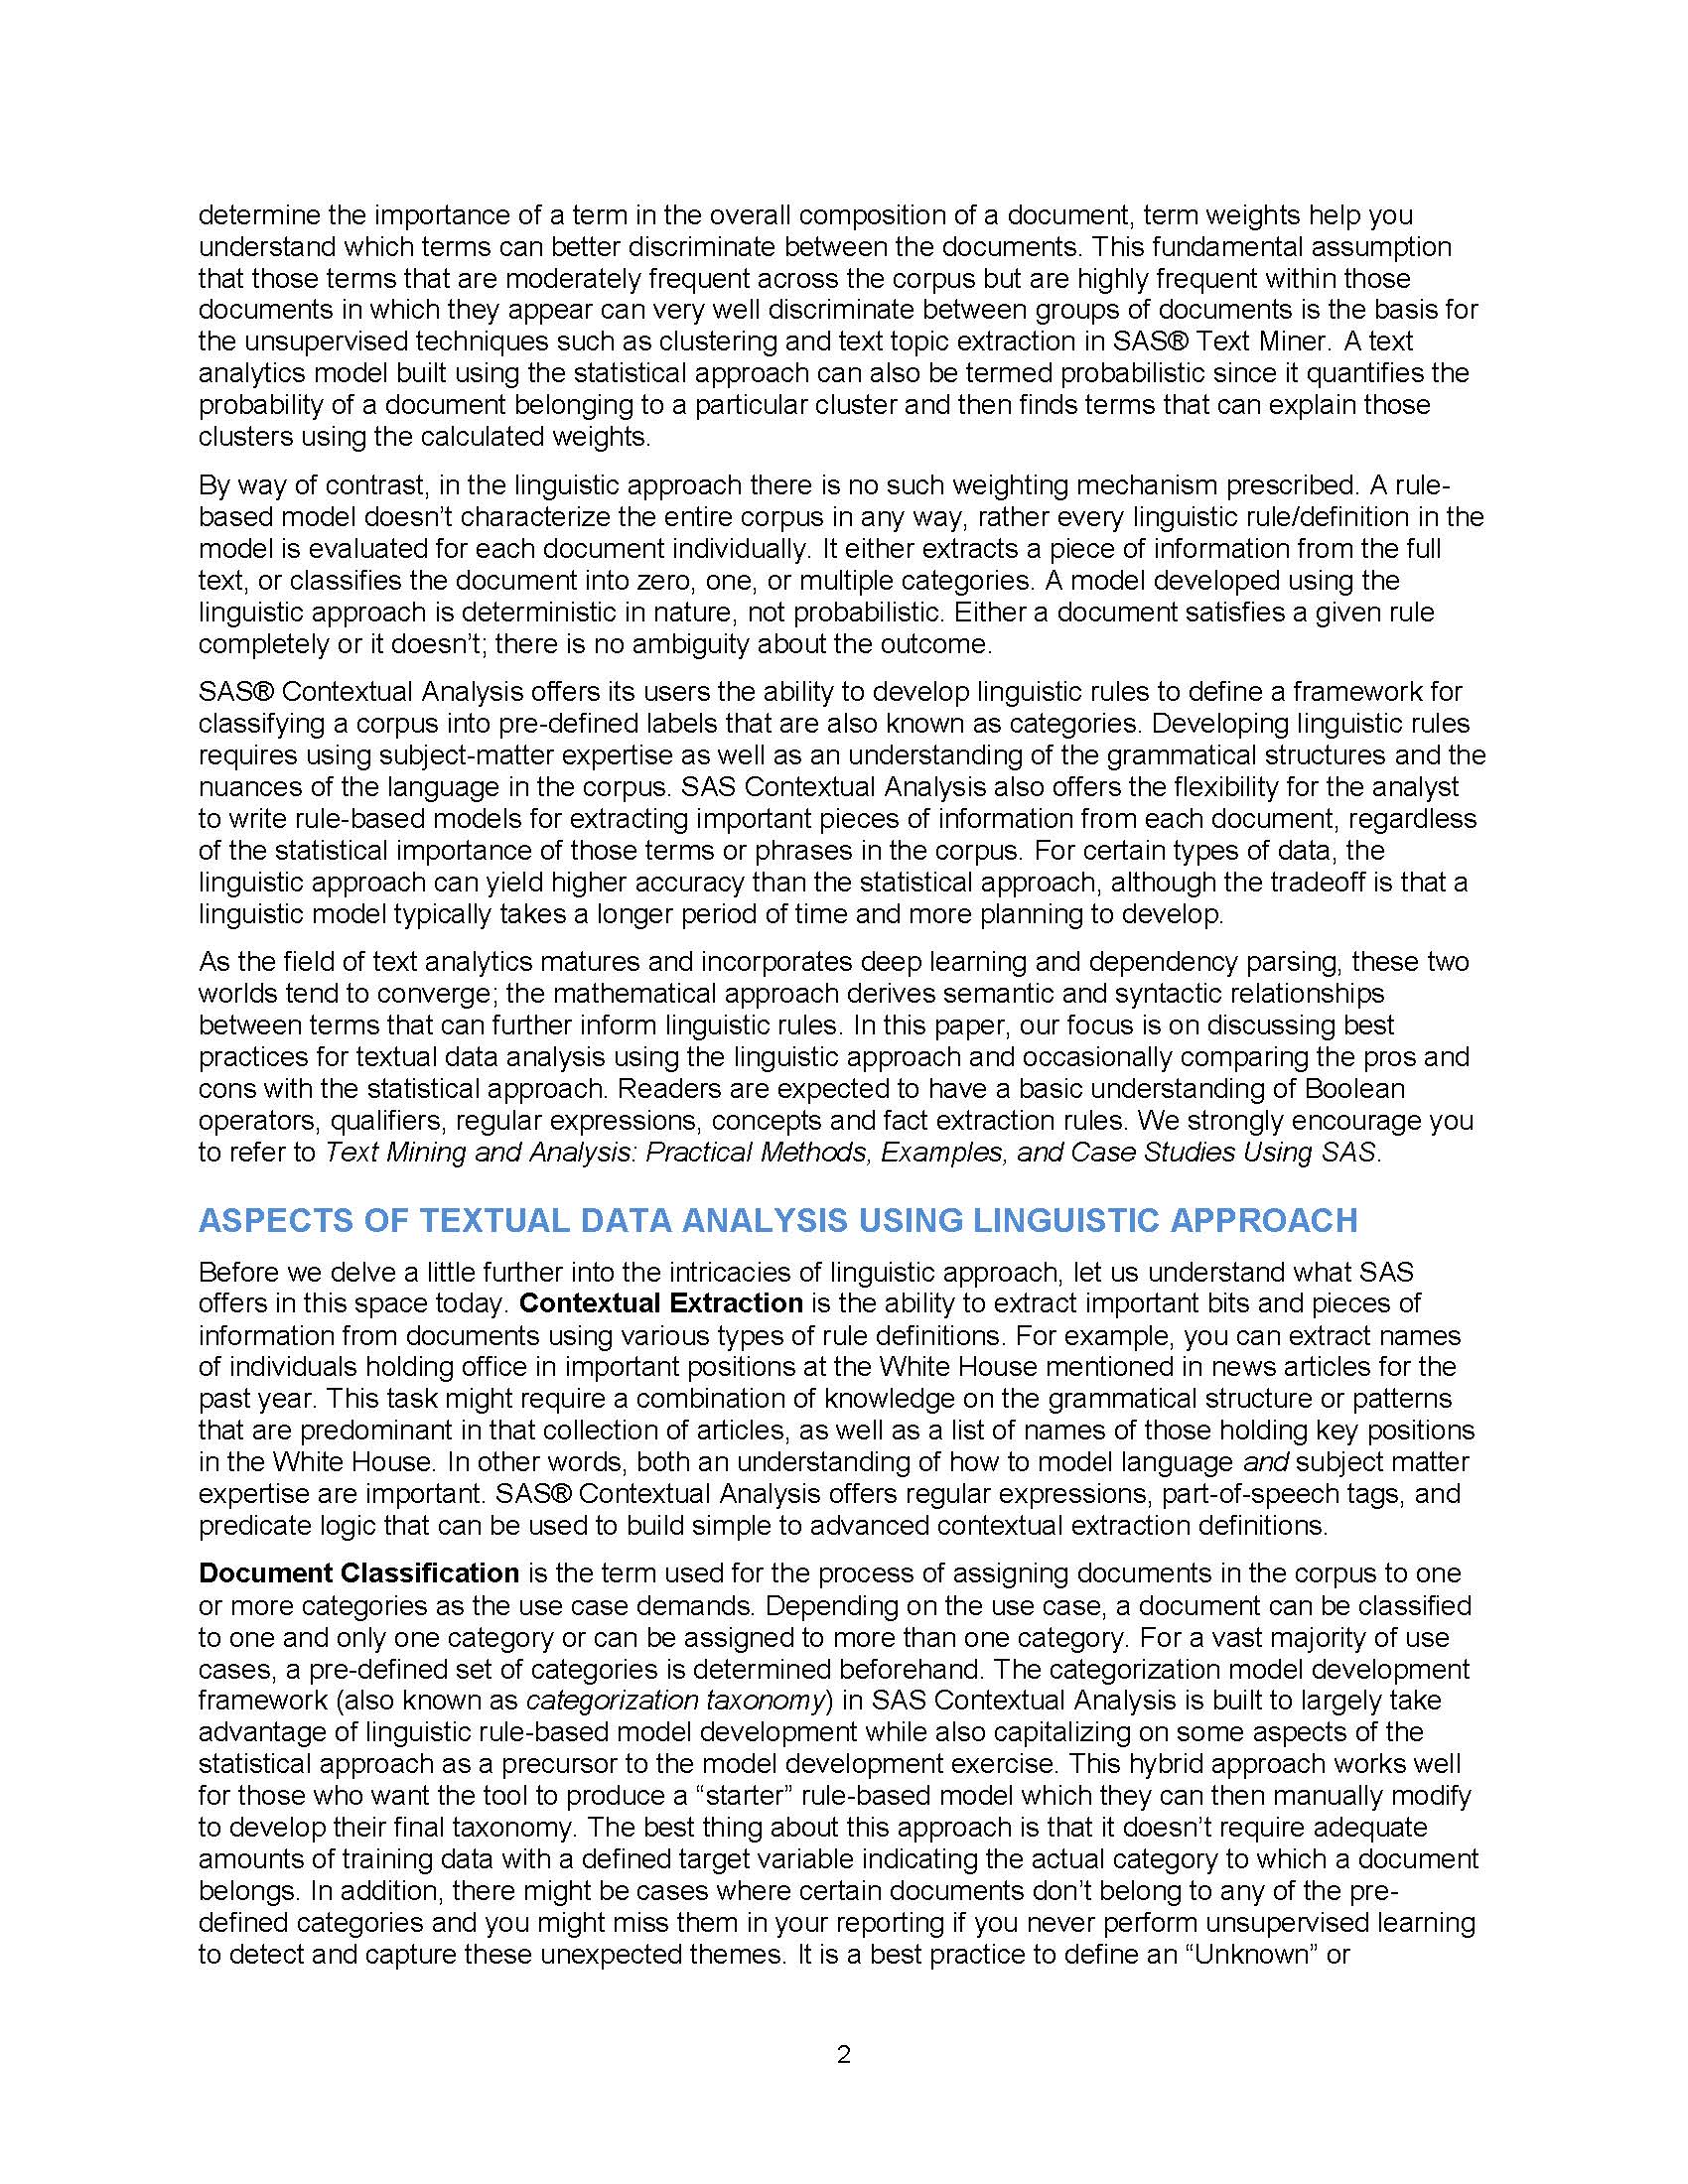 determine the importance of a term in the overall composition of a document, term weights help you
understand which terms can better discriminate between the documents. This fundamental assumption
that those terms that are moderately frequent across the corpus but are highly frequent within those
documents in which they appear can very well discriminate between groups of documents is the basis for
the unsupervised techniques such as clustering and text topic extraction in SAS® Text Miner. A text
analytics model built using the statistical approach can also be termed probabilistic since it quantifies the
probability of a document belonging to a particular cluster and then finds terms that can explain those
clusters using the calculated weights.
By way of contrast, in the linguistic approach there is no such weighting mechanism prescribed. A rule-
based model doesn’t characterize the entire corpus in any way, rather every linguistic rule/definition in the
model is evaluated for each document individually. It either extracts a piece of information from the full
text, or classifies the document into zero, one, or multiple categories. A model developed using the
linguistic approach is deterministic in nature, not probabilistic. Either a document satisfies a given rule
completely or it doesn’t; there is no ambiguity about the outcome.
SAS® Contextual Analysis offers its users the ability to develop linguistic rules to define a framework for
classifying a corpus into pre-defined labels that are also known as categories. Developing linguistic rules
requires using subject-matter expertise as well as an understanding of the grammatical structures and the
nuances of the language in the corpus. SAS Contextual Analysis also offers the flexibility for the analyst
to write rule-based models for extracting important pieces of information from each document, regardless
of the statistical importance of those terms or phrases in the corpus. For certain types of data, the
linguistic approach can yield higher accuracy than the statistical approach, although the tradeoff is that a
linguistic model typically takes a longer period of time and more planning to develop.
As the field of text analytics matures and incorporates deep learning and dependency parsing, these two
worlds tend to converge; the mathematical approach derives semantic and syntactic relationships
between terms that can further inform linguistic rules. In this paper, our focus is on discussing best
practices for textual data analysis using the linguistic approach and occasionally comparing the pros and
cons with the statistical approach. Readers are expected to have a basic understanding of Boolean
operators, qualifiers, regular expressions, concepts and fact extraction rules. We strongly encourage you
to refer to Text Mining and Analysis: Practical Methods, Examples, and Case Studies Using SAS.
ASPECTS OF TEXTUAL DATA ANALYSIS USING LINGUISTIC APPROACH
Before we delve a little further into the intricacies of linguistic approach, let us understand what SAS
offers in this space today. Contextual Extraction is the ability to extract important bits and pieces of
information from documents using various types of rule definitions. For example, you can extract names
of individuals holding office in important positions at the White House mentioned in news articles for the
past year. This task might require a combination of knowledge on the grammatical structure or patterns
that are predominant in that collection of articles, as well as a list of names of those holding key positions
in the White House. In other words, both an understanding of how to model language and subject matter
expertise are important. SAS® Contextual Analysis offers regular expressions, part-of-speech tags, and
predicate logic that can be used to build simple to advanced contextual extraction definitions.
Document Classification is the term used for the process of assigning documents in the corpus to one
or more categories as the use case demands. Depending on the use case, a document can be classified
to one and only one category or can be assigned to more than one category. For a vast majority of use
cases, a pre-defined set of categories is determined beforehand. The categorization model development
framework (also known as categorization taxonomy) in SAS Contextual Analysis is built to largely take
advantage of linguistic rule-based model development while also capitalizing on some aspects of the
statistical approach as a precursor to the model development exercise. This hybrid approach works well
for those who want the tool to produce a “starter” rule-based model which they can then manually modify
to develop their final taxonomy. The best thing about this approach is that it doesn’t require adequate
amounts of training data with a defined target variable indicating the actual category to which a document
belongs. In addition, there might be cases where certain documents don’t belong to any of the pre-
defined categories and you might miss them in your reporting if you never perform unsupervised learning
to detect and capture these unexpected themes. It is a best practice to define an “Unknown” or
2